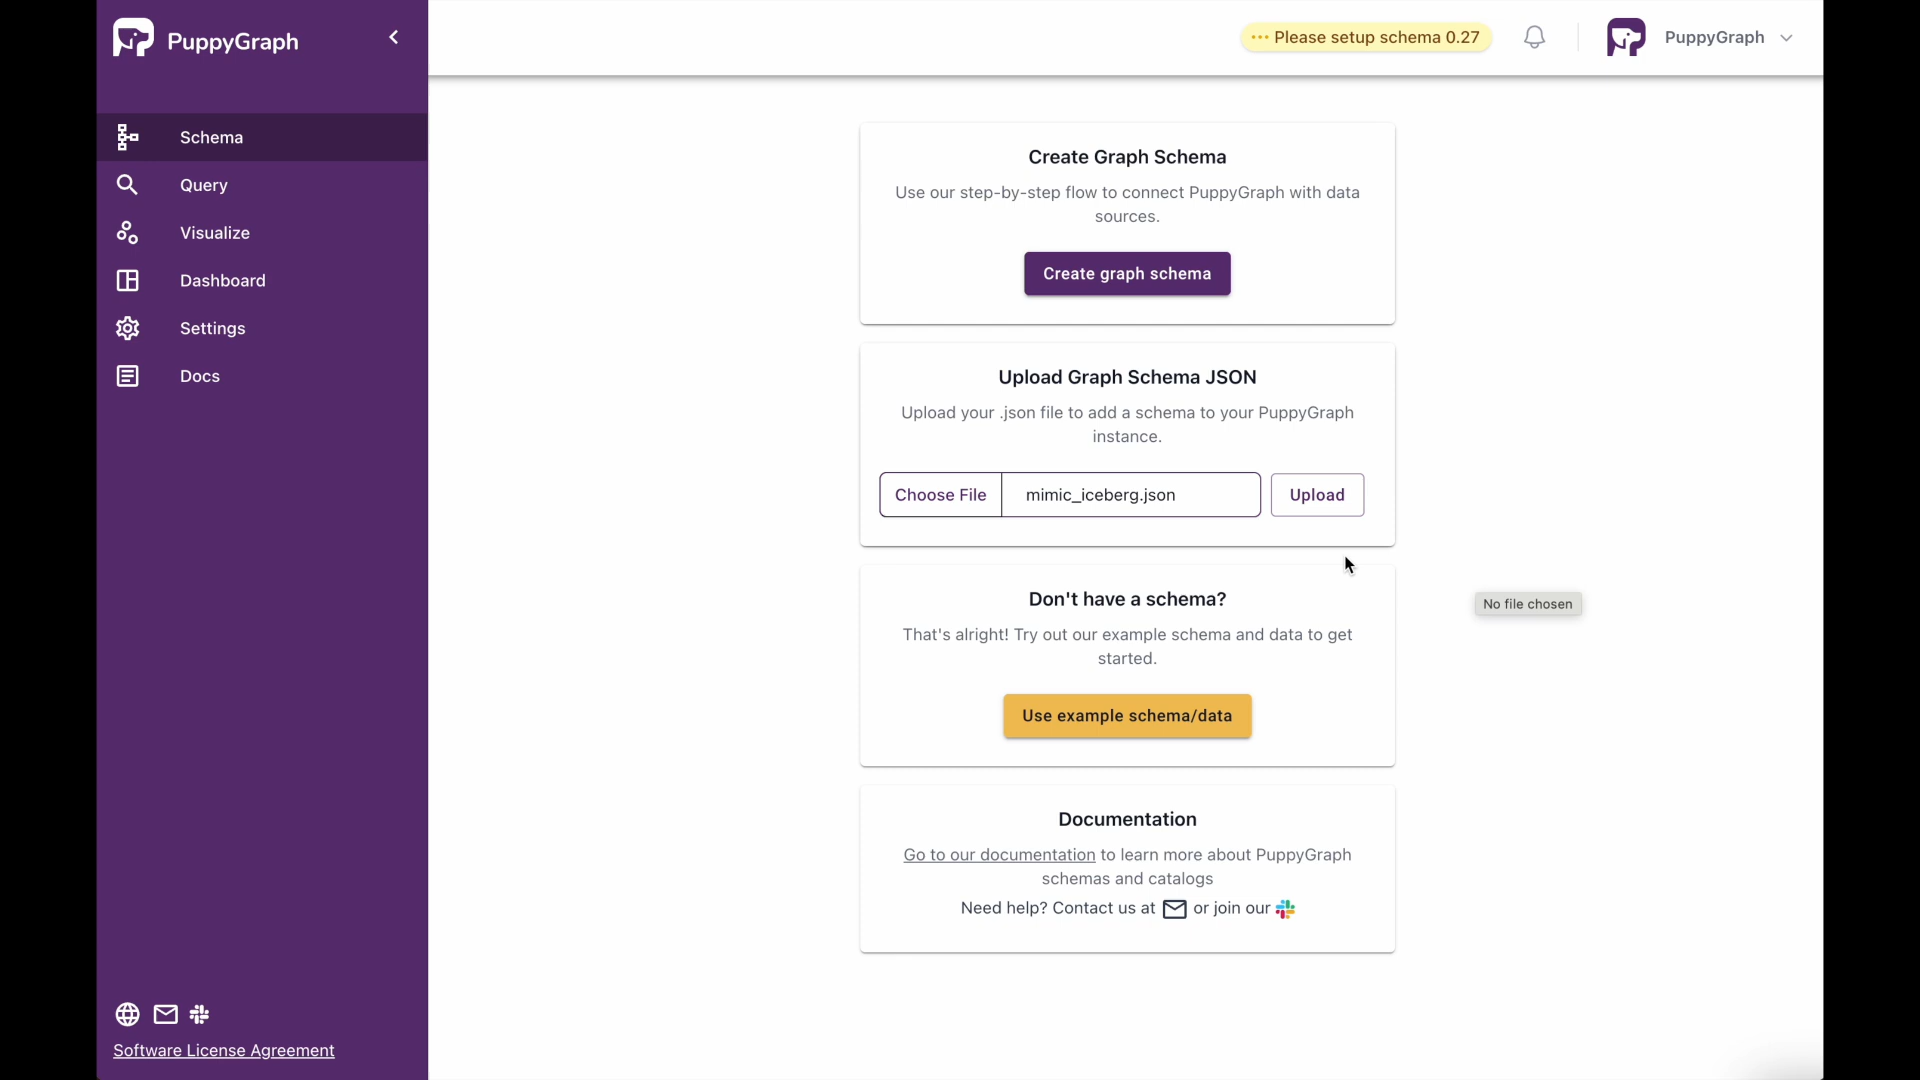 PuppyGraph
Please setup schema 0.27
PuppyGraph
Schema
Query
Visualize
Dashboard
Settings
Docs
Create Graph Schema
Use our step-by-step flow to connect PuppyGraph with data
sources.
Create graph schema
Upload Graph Schema JSON
Upload your .json file to add a schema to your PuppyGraph
instance.
Choose File mimic_iceberg.json Upload
Don't have a schema?
No file chosen
That's alright! Try out our example schema and data to get
started.
Use example schema/data
Documentation
Go to our documentation to learn more about PuppyGraph
schemas and catalogs
Need help? Contact us at or join our
Software License Agreement